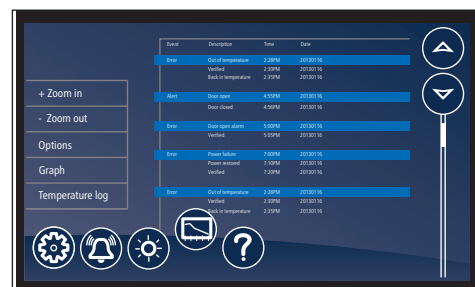 Event Description Time Date
Error Out of temperature 2:28PM 20130116
Verified 2:30PM 20130116
Back in temperature 2:35PM 20130116
Alert Door open 4:55PM 20130116
Door closed 4:56PM 20130116
Error Door open alarm 5:00PM 20130116
Verified 5:05PM 20130116
Error Power failure 7:00PM 20130116
Power restored 7:10PM 20130116
Verified 7:20PM 20130116
Error Out of temperature 2:28PM 20130116
Verified 2:30PM 20130116
Back in temperature 2:35PM 20130116
+ Zoom in
- Zoom out
Options
Graph
Temperature log
?